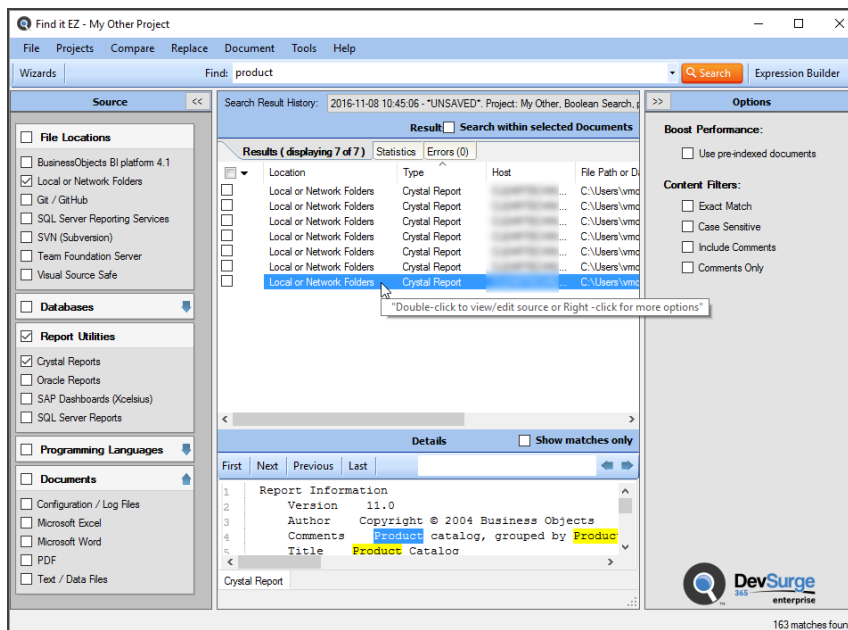 Find it EZ - My Other Project
File Projects Compare Replace Document Tools Help
Wizards Find: product Search Expression Builder
Source <<
File Locations
BusinessObjects BI platform 4.1
Local or Network Folders
Git / GitHub
SQL Server Reporting Services
SVN (Subversion)
Team Foundation Server
Visual Source Safe
Databases
Report Utilities
Crystal Reports
Oracle Reports
SAP Dashboards (Xcelsius)
SQL Server Reports
Programming Languages
Documents
Configuration / Log Files
Microsoft Excel
Microsoft Word
PDF
Text / Data Files
Search Result History: 2016-11-08 10:45:06 - *UNSAVED*. Project: My Other, Boolean Search, p
Result Search within selected Documents
Results ( displaying 7 of 7 ) Statistics Errors (0)
Location Type Host File Path or Da
Local or Network Folders Crystal Report ... C:\Users\vmc
Local or Network Folders Crystal Report ... C:\Users\vmc
Local or Network Folders Crystal Report ... C:\Users\vmc
Local or Network Folders Crystal Report ... C:\Users\vmc
Local or Network Folders Crystal Report ... C:\Users\vmc
Local or Network Folders Crystal Report ... C:\Users\vmc
Local or Network Folders Crystal Report ... C:\Users\vmc
"Double-click to view/edit source or Right -click for more options"
Details Show matches only
First Next Previous Last
1 Report Information
2 Version 11.0
3 Author Copyright © 2004 Business Objects
4 Comments Product catalog, grouped by Produc
5 Title Product Catalog
Crystal Report
>> Options
Boost Performance:
Use pre-indexed documents
Content Filters:
Exact Match
Case Sensitive
Include Comments
Comments Only
DevSurge
365 enterprise
TM
163 matches foun